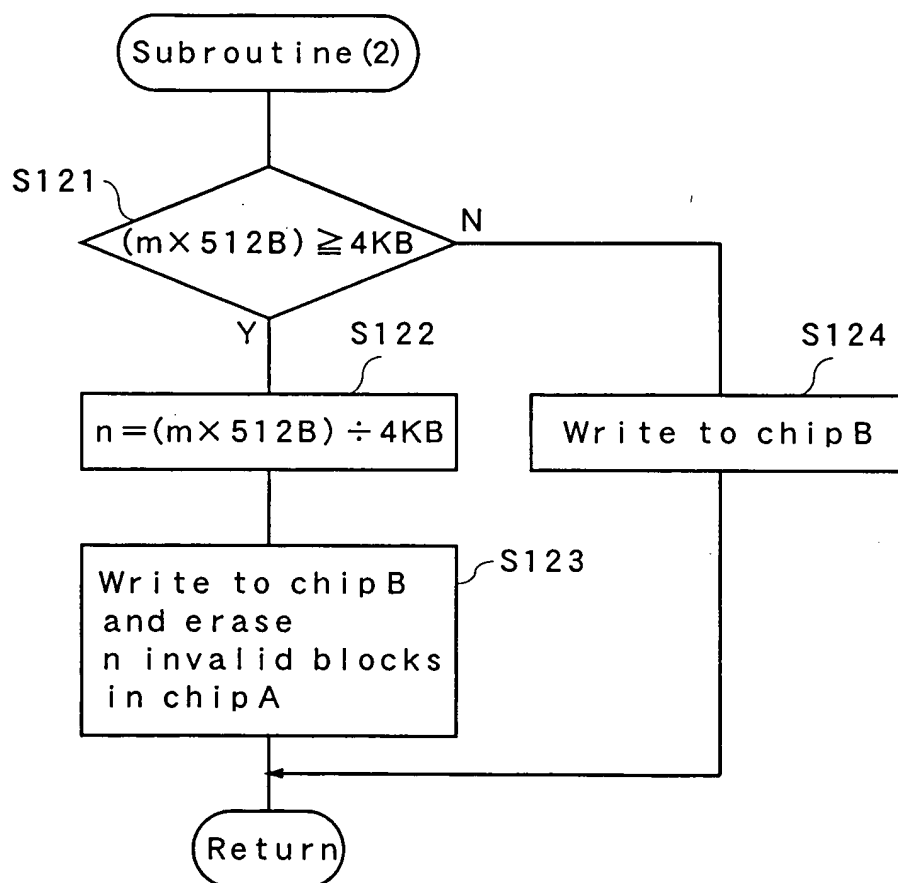 Subroutine(2)
S121
(m×512B)≧4KB
N
Y
S122
S124
n=(m×512B)÷4KB
Write to chipB
S123
Write to chipB
and erase
n invalid blocks
in chipA
Return